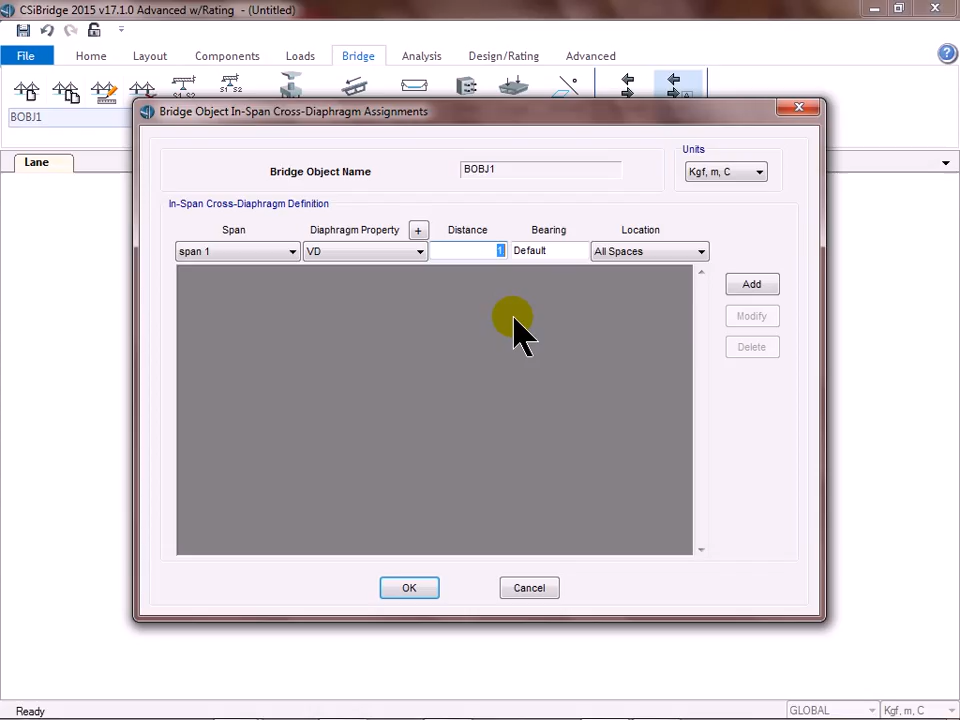 CSiBridge 2015 v17.1.0 Advanced w/Rating - (Untitled)
File Home Layout Components Loads Bridge Analysis Design/Rating Advanced
BOBJ1
Bridge Object In-Span Cross-Diaphragm Assignments
Lane
Units
Bridge Object Name BOBJ1 Kgf, m, C
In-Span Cross-Diaphragm Definition
Span Diaphragm Property + Distance Bearing Location
span 1 VD 1 Default All Spaces
Add
Modify
Delete
OK Cancel
Ready GLOBAL Kgf, m, C